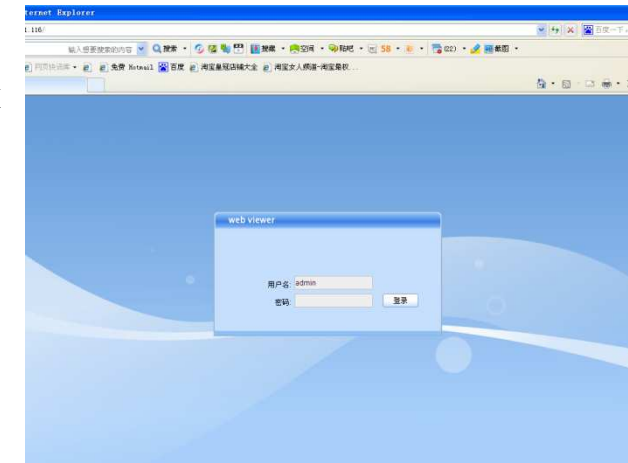 ternet Explorer
1.116/
百度一下
输入想要搜索的内容 搜索 搜藏 空间 贴吧 58 (22) 截图
免费 Hotmail 百度 淘宝皇冠店铺大全 淘宝女人频道-淘宝最权...
web viewer
用户名: admin
密码: 登录